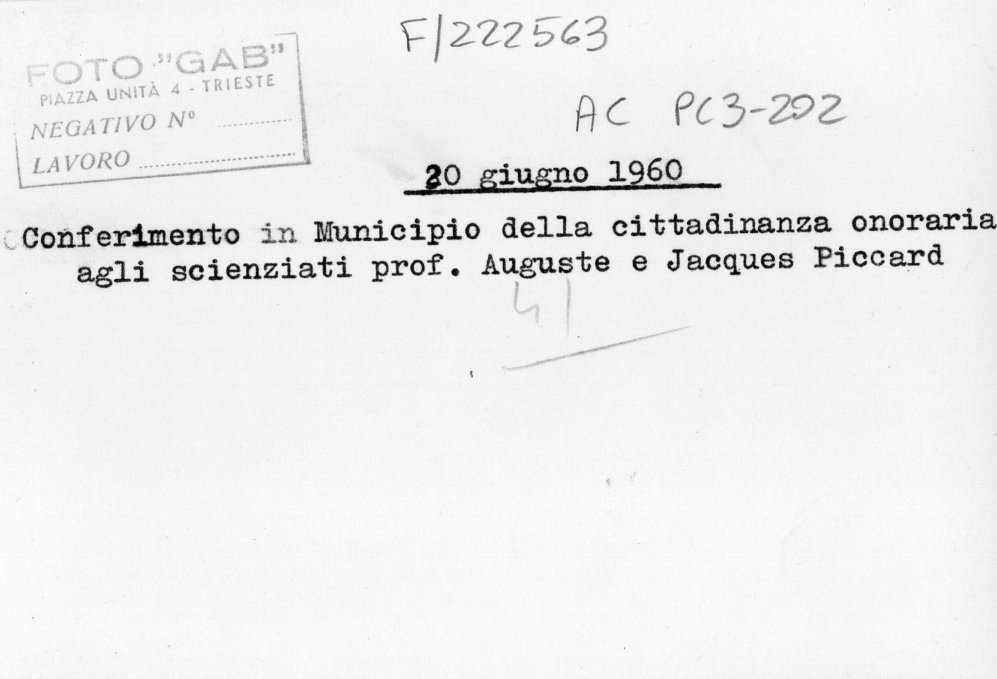 F/222563
FOTO "GAB"
PIAZZA UNITÀ 4 - TRIESTE
NEGATIVO Nº
LAVORO
AC PC3-202
20 giugno 1960
Conferimento in Municipio della cittadinanza onoraria
agli scienziati prof. Auguste e Jacques Piccard
41